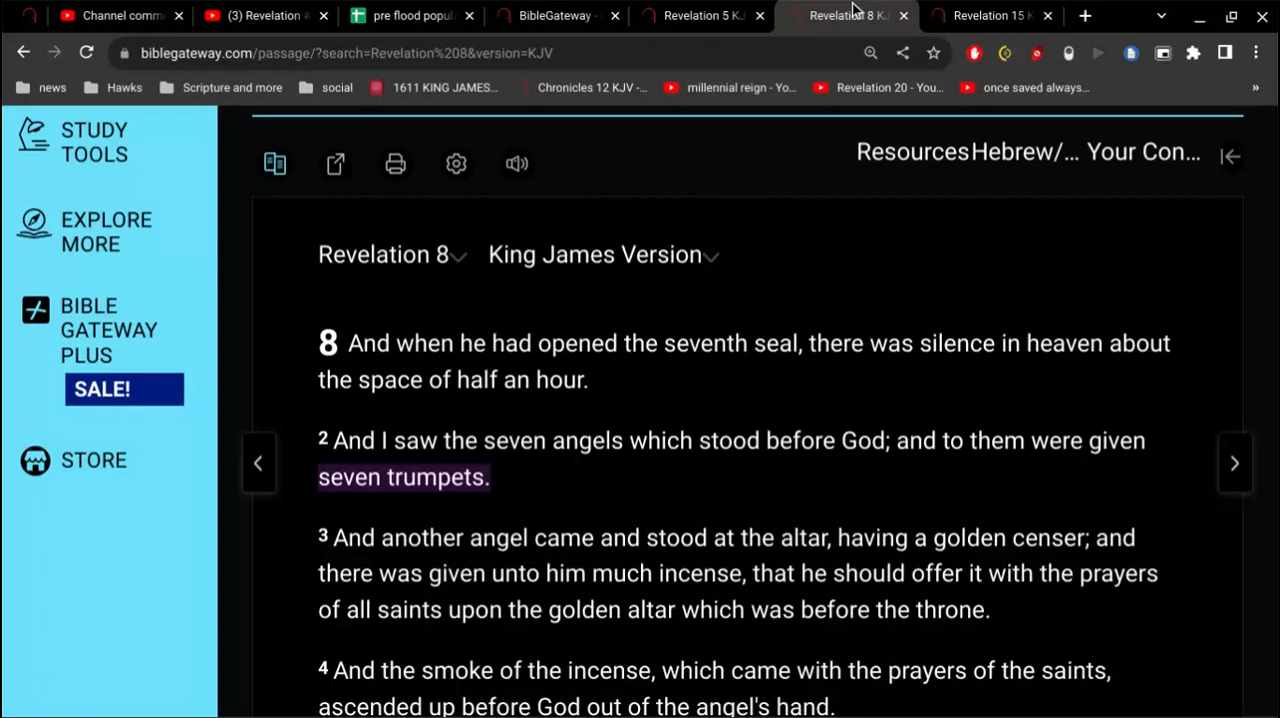 Channel comm
(3) Revelation
pre flood popul
BibleGateway -
Revelation 5 KJ
Revelation 8 KJ
Revelation 15 K
biblegateway.com/passage/?search=Revelation%208&version=KJV
news
Hawks
Scripture and more
social
1611 KING JAMES...
Chronicles 12 KJV -...
millennial reign - Yo...
Revelation 20 - You...
once saved always...
»
STUDY
TOOLS
EXPLORE
MORE
BIBLE
GATEWAY
PLUS
SALE!
STORE
Resources Hebrew/... Your Con...
Revelation 8 King James Version
8 And when he had opened the seventh seal, there was silence in heaven about
the space of half an hour.
2 And I saw the seven angels which stood before God; and to them were given
seven trumpets.
3 And another angel came and stood at the altar, having a golden censer; and
there was given unto him much incense, that he should offer it with the prayers
of all saints upon the golden altar which was before the throne.
4 And the smoke of the incense, which came with the prayers of the saints,
ascended up before God out of the angel's hand.